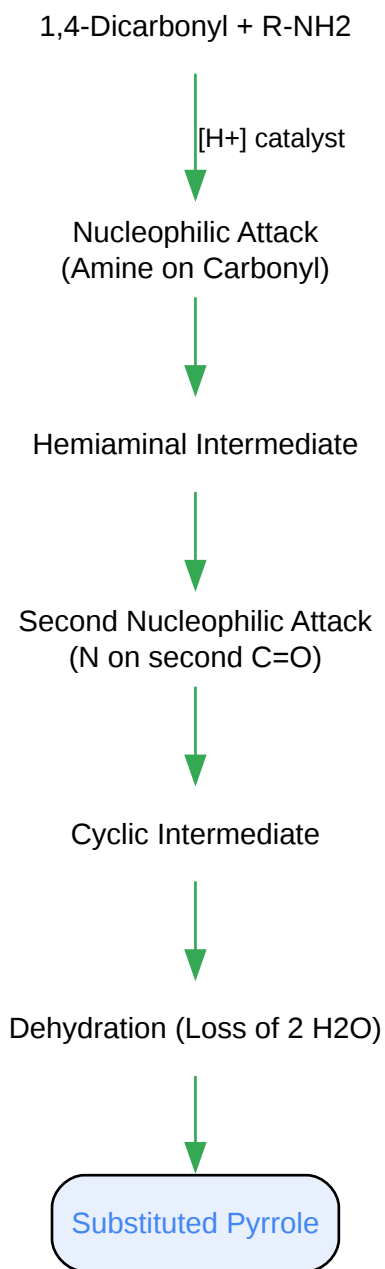 1,4-Dicarbonyl + R-NH2
[H+] catalyst
Nucleophilic Attack
(Amine on Carbonyl)
Hemiaminal Intermediate
Second Nucleophilic Attack
(N on second C=O)
Cyclic Intermediate
Dehydration (Loss of 2 H2O)
Substituted Pyrrole